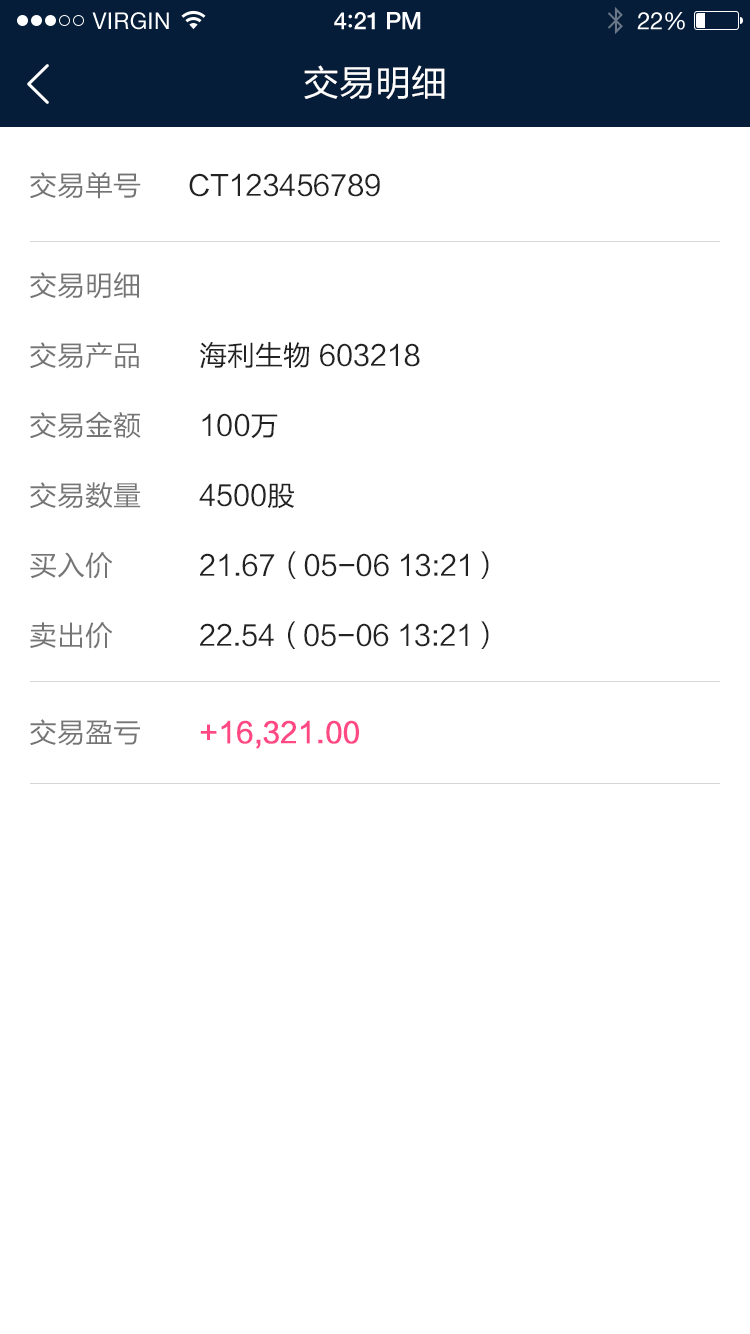 VIRGIN 4:21 PM 22%
交易明细
交易单号 CT123456789
交易明细
交易产品 海利生物 603218
交易金额 100万
交易数量 4500股
买入价 21.67（05-06 13:21）
卖出价 22.54（05-06 13:21）
交易盈亏 +16,321.00